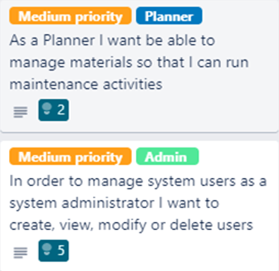 Medium priority Planner
As a Planner I want be able to
manage materials so that I can run
maintenance activities
2
Medium priority Admin
In order to manage system users as a
system administrator I want to
create, view, modify or delete users
5